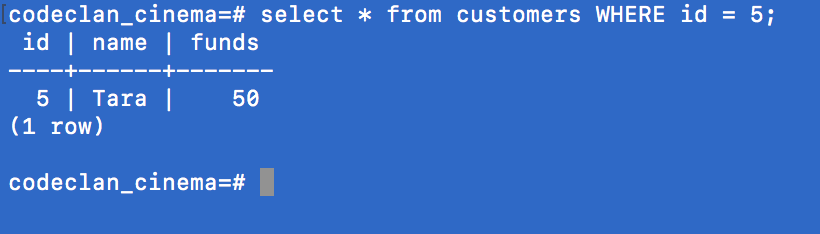 [codeclan_cinema=# select * from customers WHERE id = 5;
 id | name | funds
----+------+-------
  5 | Tara |    50
(1 row)

codeclan_cinema=#